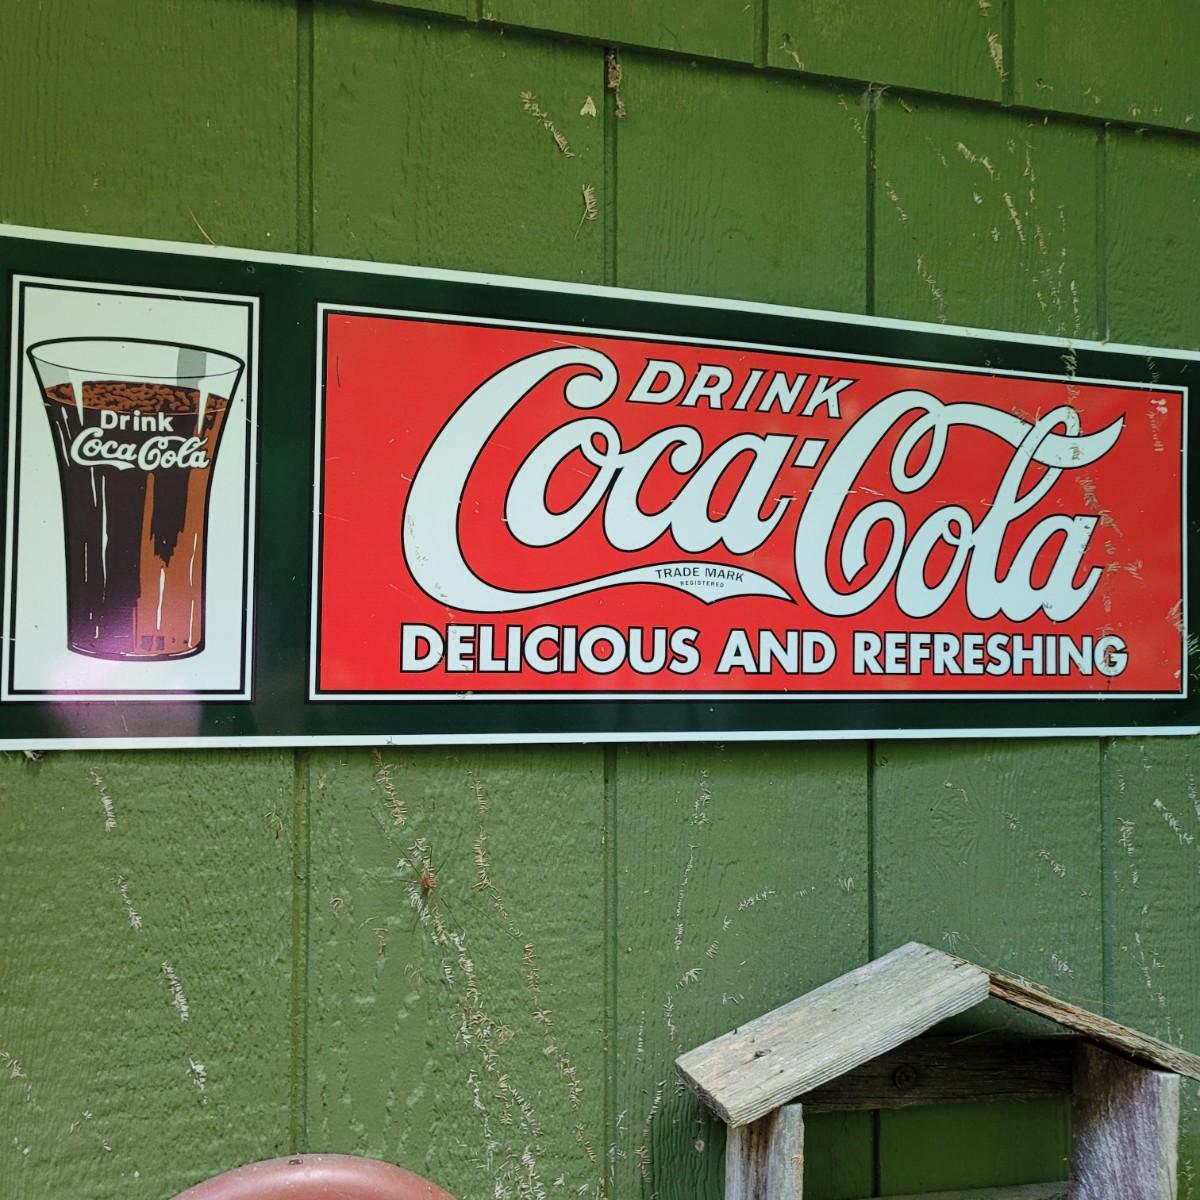 Drink
Coca-Cola
DRINK
Coca-Cola
TRADE MARK
REGISTERED
DELICIOUS AND REFRESHING